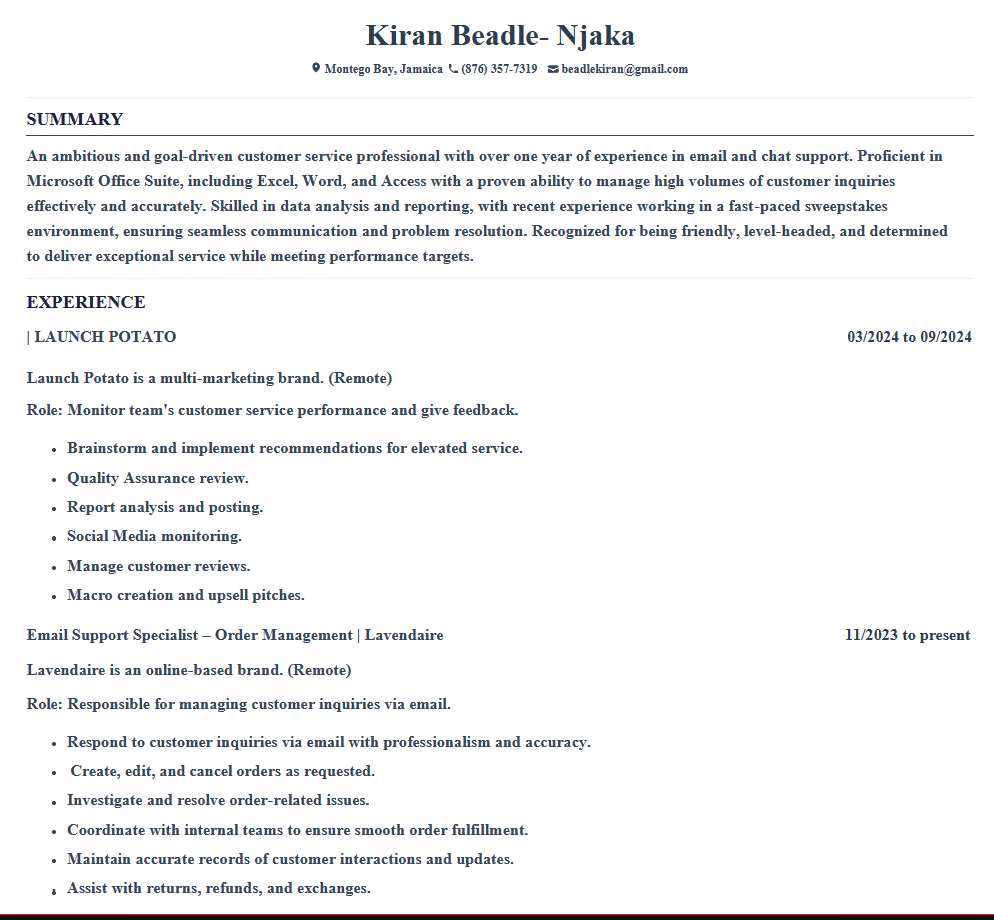 Kiran Beadle- Njaka
Montego Bay, Jamaica (876) 357-7319 beadlekiran@gmail.com
SUMMARY
An ambitious and goal-driven customer service professional with over one year of experience in email and chat support. Proficient in
Microsoft Office Suite, including Excel, Word, and Access with a proven ability to manage high volumes of customer inquiries
effectively and accurately. Skilled in data analysis and reporting, with recent experience working in a fast-paced sweepstakes
environment, ensuring seamless communication and problem resolution. Recognized for being friendly, level-headed, and determined
to deliver exceptional service while meeting performance targets.
EXPERIENCE
| LAUNCH POTATO 03/2024 to 09/2024
Launch Potato is a multi-marketing brand. (Remote)
Role: Monitor team's customer service performance and give feedback.
• Brainstorm and implement recommendations for elevated service.
• Quality Assurance review.
• Report analysis and posting.
• Social Media monitoring.
• Manage customer reviews.
• Macro creation and upsell pitches.
Email Support Specialist – Order Management | Lavendaire 11/2023 to present
Lavendaire is an online-based brand. (Remote)
Role: Responsible for managing customer inquiries via email.
• Respond to customer inquiries via email with professionalism and accuracy.
• Create, edit, and cancel orders as requested.
• Investigate and resolve order-related issues.
• Coordinate with internal teams to ensure smooth order fulfillment.
• Maintain accurate records of customer interactions and updates.
• Assist with returns, refunds, and exchanges.